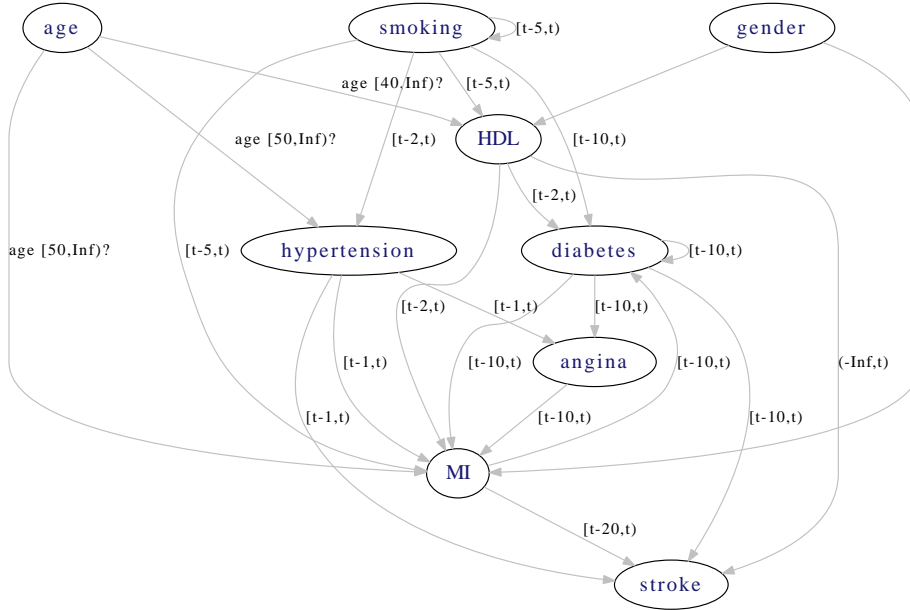 age
smoking
[t-5,t)
gender
age [40,Inf)?
[t-5,t)
age [50,Inf)?
[t-2,t)
HDL
[t-10,t)
[t-2,t)
age [50,Inf)?
[t-5,t)
hypertension
diabetes
[t-10,t)
[t-2,t)
[t-1,t)
[t-10,t)
[t-1,t)
[t-10,t)
angina
[t-10,t)
(-Inf,t)
[t-1,t)
[t-10,t)
[t-10,t)
MI
[t-20,t)
stroke